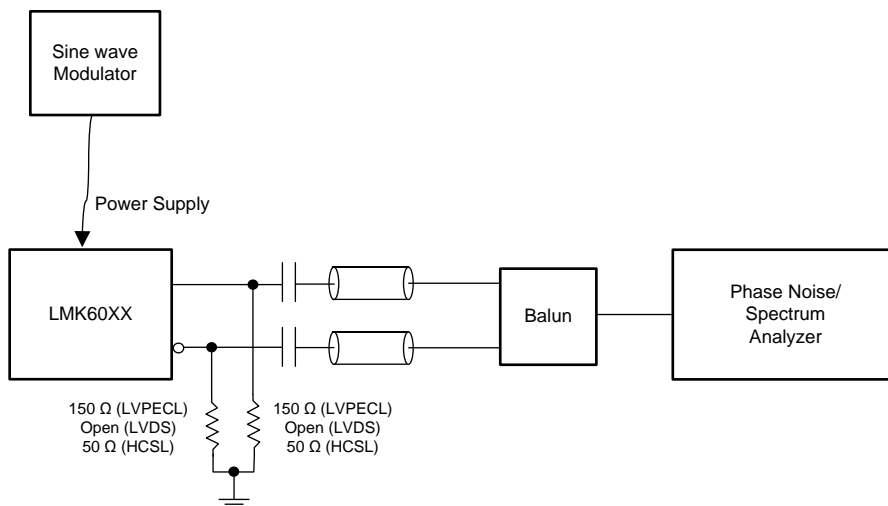 Sine wave
Modulator
Power Supply
LMK60XX
Balun
Phase Noise/
Spectrum
Analyzer
150 Ω (LVPECL)
Open (LVDS)
50 Ω (HCSL)
150 Ω (LVPECL)
Open (LVDS)
50 Ω (HCSL)